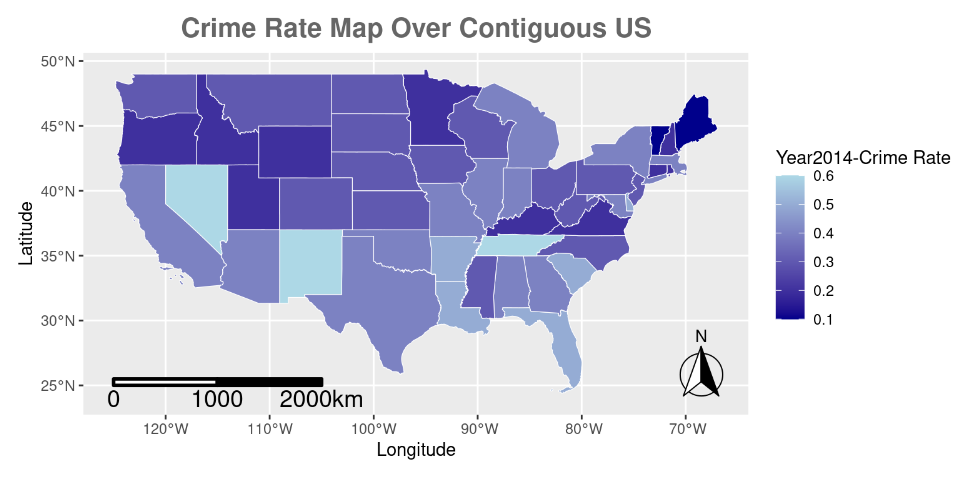 Crime Rate Map Over Contiguous US
50°N
45°N
40°N
35°N
30°N
25°N
Latitude
N
0 1000 2000km
120°W 110°W 100°W 90°W 80°W 70°W
Longitude
Year2014-Crime Rate
0.6
0.5
0.4
0.3
0.2
0.1